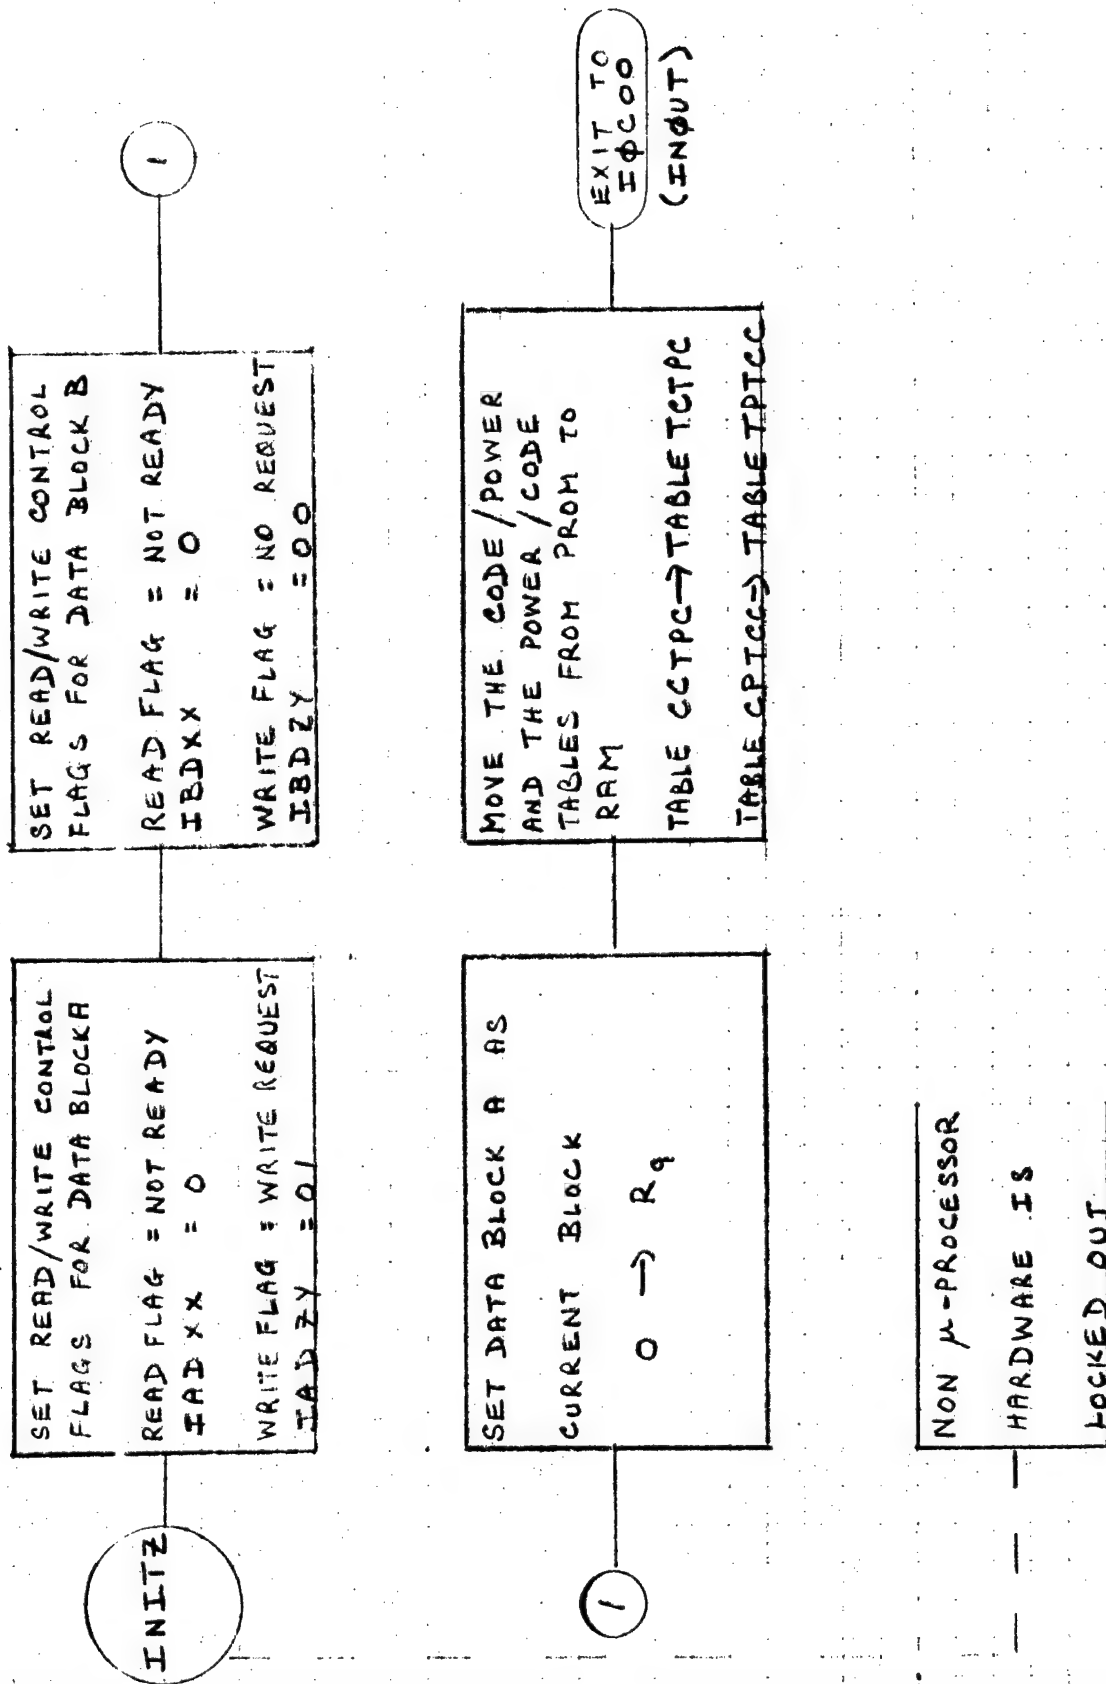 INITZ
SET READ/WRITE CONTROL
FLAGS FOR DATA BLOCKA
READ FLAG = NOT READY
IADXX = 0
WRITE FLAG = WRITE REQUEST
IADZY = 01
SET READ/WRITE CONTROL
FLAGS FOR DATA BLOCK B
READ FLAG = NOT READY
IBDXX = 0
WRITE FLAG = NO REQUEST
IBDZY = 00
1
1
SET DATA BLOCK A AS
CURRENT BLOCK
0 → R9
MOVE THE CODE/POWER
AND THE POWER/CODE
TABLES FROM PROM TO
RAM
TABLE CCTPC→TABLE TCTPC
TABLE CPTCC→ TABLE TPTCC
EXIT TO
IØC00
(INØUT)
NON μ-PROCESSOR
HARDWARE IS
LOCKED OUT